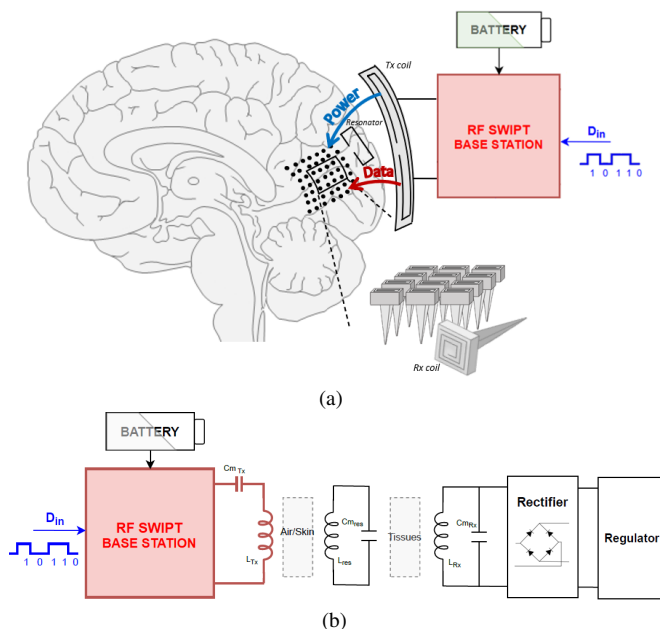 BATTERY
Tx coil
Power
Resonator
RF SWIPT
BASE STATION
Din
1 0 1 1 0
Data
Rx coil
(a)
BATTERY
Cm Tx
Din
RF SWIPT
BASE STATION
1 0 1 1 0
LTx
Air/Skin
Cmres
Lres
Tissues
CmRx
LRx
Rectifier
Regulator
(b)